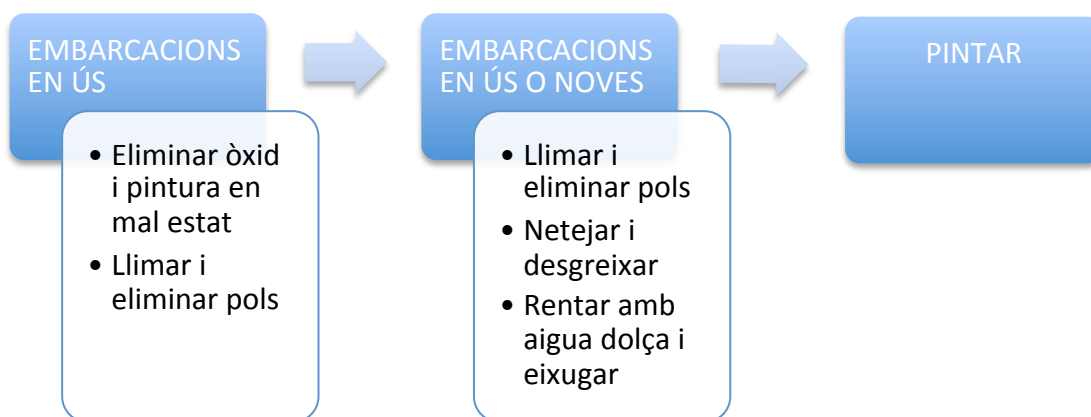 EMBARCACIONS
EN ÚS
• Eliminar òxid
i pintura en
mal estat
• Llimar i
eliminar pols
EMBARCACIONS
EN ÚS O NOVES
• Llimar i
eliminar pols
• Netejar i
desgreixar
• Rentar amb
aigua dolça i
eixugar
PINTAR